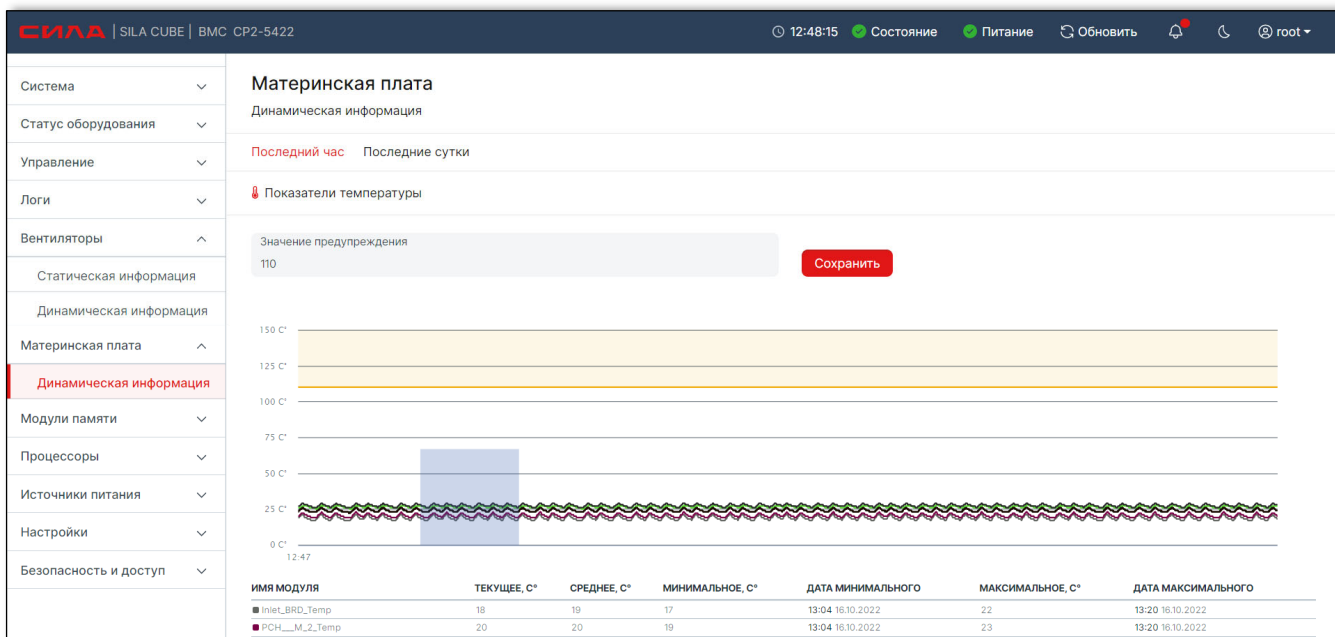 СИЛА | SILA CUBE | BMC CP2-5422 12:48:15 Состояние Питание Обновить root
Система
Статус оборудования
Управление
Логи
Вентиляторы
Статическая информация
Динамическая информация
Материнская плата
Динамическая информация
Модули памяти
Процессоры
Источники питания
Настройки
Безопасность и доступ
Материнская плата
Динамическая информация
Последний час Последние сутки
Показатели температуры
Значение предупреждения
110
Сохранить
150 C°
125 C°
100 C°
75 C°
50 C°
25 C°
0 C°
12:47
ИМЯ МОДУЛЯ ТЕКУЩЕЕ, C° СРЕДНЕЕ, C° МИНИМАЛЬНОЕ, C° ДАТА МИНИМАЛЬНОГО МАКСИМАЛЬНОЕ, C° ДАТА МАКСИМАЛЬНОГО
Inlet_BRD_Temp 18 19 17 13:04 16.10.2022 22 13:20 16.10.2022
PCH___M_2_Temp 20 20 19 13:04 16.10.2022 23 13:20 16.10.2022